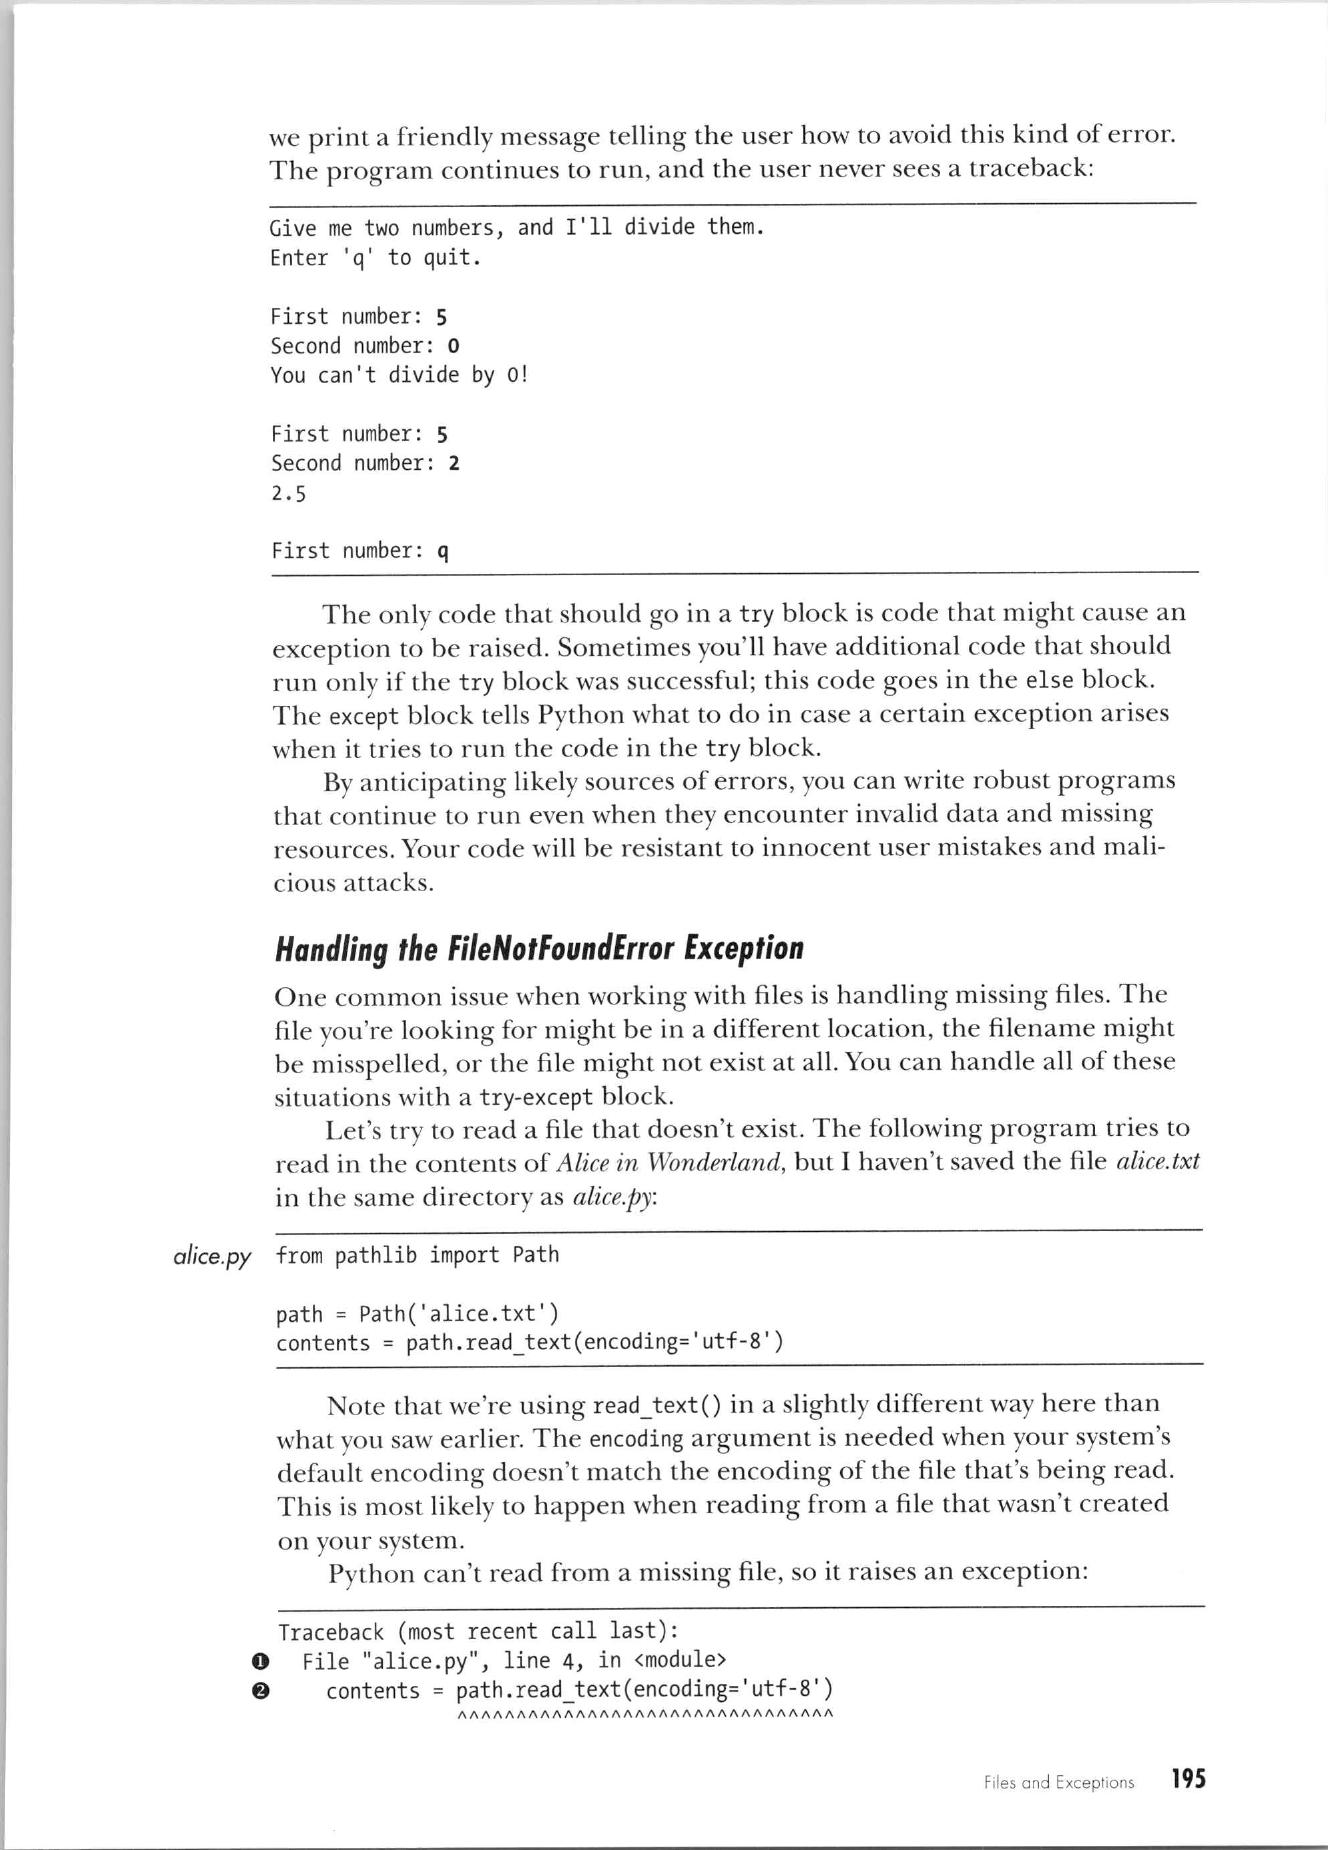 we print a friendly message telling the user how to avoid this kind of error.
The program continues to run, and the user never sees a traceback:
Give me two numbers, and I'll divide them.
Enter 'q' to quit.
First number: 5
Second number: 0
You can't divide by 0!
First number: 5
Second number: 2
2.5
First number: q
The only code that should go in a try block is code that might cause an
exception to be raised. Sometimes you'll have additional code that should
run only if the try block was successful; this code goes in the else block.
The except block tells Python what to do in case a certain exception arises
when it tries to run the code in the try block.
By anticipating likely sources of errors, you can write robust programs
that continue to run even when they encounter invalid data and missing
resources. Your code will be resistant to innocent user mistakes and mali-
cious attacks.
Handling the FileNotFoundError Exception
One common issue when working with files is handling missing files. The
file you're looking for might be in a different location, the filename might
be misspelled, or the file might not exist at all. You can handle all of these
situations with a try-except block.
Let's try to read a file that doesn't exist. The following program tries to
read in the contents of Alice in Wonderland, but I haven't saved the file alice.txt
in the same directory as alice.py:
alice.py from pathlib import Path
path = Path('alice.txt')
contents = path.read_text(encoding='utf-8')
Note that we're using read_text() in a slightly different way here than
what you saw earlier. The encoding argument is needed when your system's
default encoding doesn't match the encoding of the file that's being read.
This is most likely to happen when reading from a file that wasn't created
on your system.
Python can't read from a missing file, so it raises an exception:
Traceback (most recent call last):
❶ File "alice.py", line 4, in <module>
❷ contents = path.read_text(encoding='utf-8')
^^^^^^^^^^^^^^^^^^^^^^^^^^^^^^^^
Files and Exceptions 195